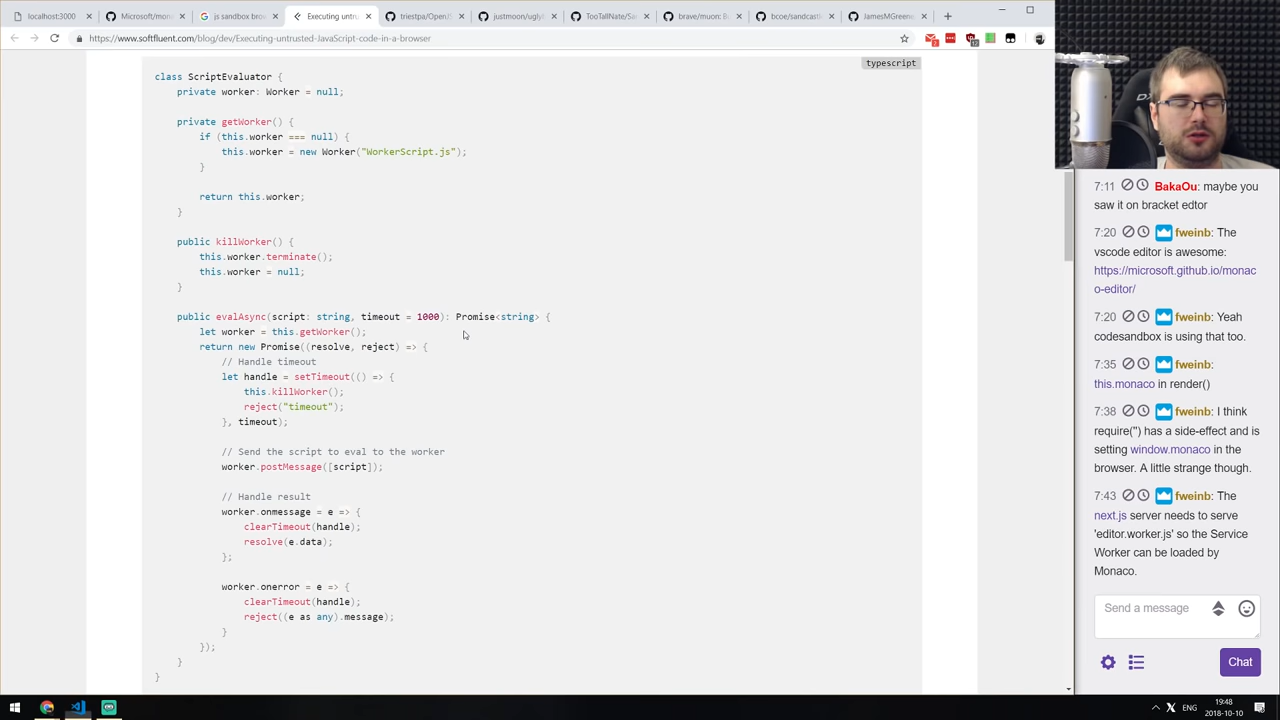 localhost:3000
Microsoft/mon
js sandbox brow
Executing untru
triestpa/OpenJ
justmoon/uglyC
TooTallNate/Sa
brave/muon: B
bcoe/sandcastl
JamesMGreene
https://www.softfluent.com/blog/dev/Executing-untrusted-JavaScript-code-in-a-browser
typescript
class ScriptEvaluator {
    private worker: Worker = null;
    private getWorker() {
        if (this.worker === null) {
            this.worker = new Worker("WorkerScript.js");
        }
        return this.worker;
    }
    public killWorker() {
        this.worker.terminate();
        this.worker = null;
    }
    public evalAsync(script: string, timeout = 1000): Promise<string> {
        let worker = this.getWorker();
        return new Promise((resolve, reject) => {
            // Handle timeout
            let handle = setTimeout(() => {
                this.killWorker();
                reject("timeout");
            }, timeout);
            // Send the script to eval to the worker
            worker.postMessage([script]);
            // Handle result
            worker.onmessage = e => {
                clearTimeout(handle);
                resolve(e.data);
            };
            worker.onerror = e => {
                clearTimeout(handle);
                reject((e as any).message);
            }
        });
    }
}
7:11 BakaOu: maybe you
saw it on bracket edtor
7:20 fweinb: The
vscode editor is awesome:
https://microsoft.github.io/monac
o-editor/
7:20 fweinb: Yeah
codesandbox is using that too.
7:35 fweinb:
this.monaco in render()
7:38 fweinb: I think
require('') has a side-effect and is
setting window.monaco in the
browser. A little strange though.
7:43 fweinb: The
next.js server needs to serve
'editor.worker.js' so the Service
Worker can be loaded by
Monaco.
Send a message
Chat
ENG
19:48
2018-10-10